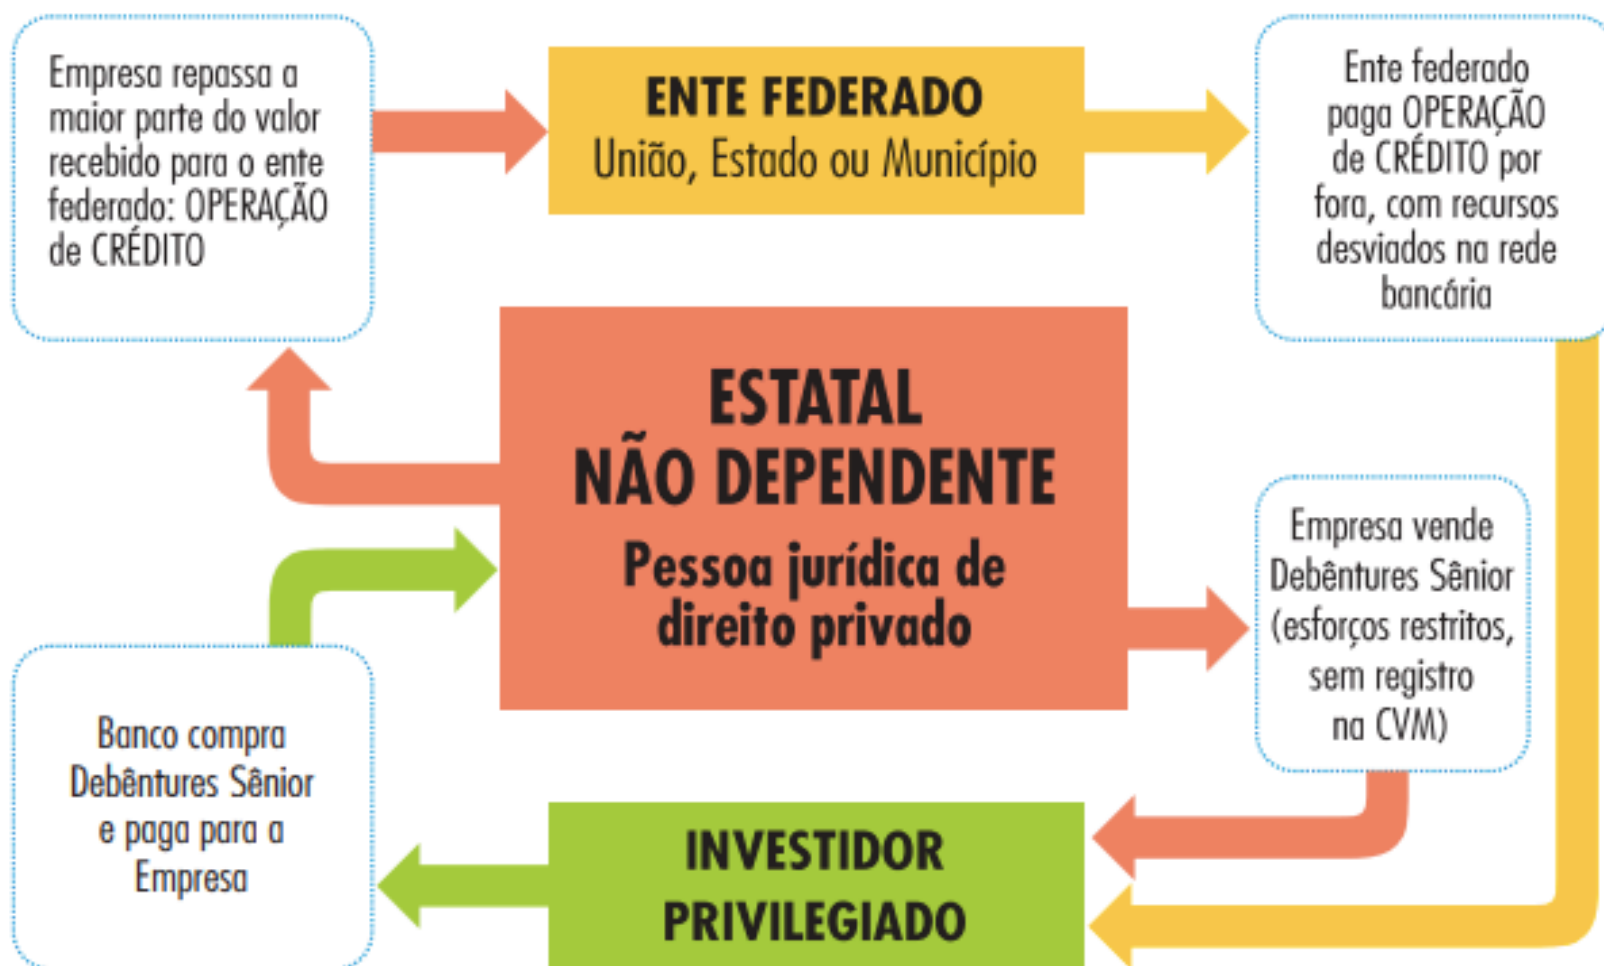 Empresa repassa a
maior parte do valor
recebido para o ente
federado: OPERAÇÃO
de CRÉDITO
ENTE FEDERADO
União, Estado ou Município
Ente federado
paga OPERAÇÃO
de CRÉDITO por
fora, com recursos
desviados na rede
bancária
ESTATAL
NÃO DEPENDENTE
Pessoa jurídica de
direito privado
Empresa vende
Debêntures Sênior
(esforços restritos,
sem registro
na CVM)
Banco compra
Debêntures Sênior
e paga para a
Empresa
INVESTIDOR
PRIVILEGIADO